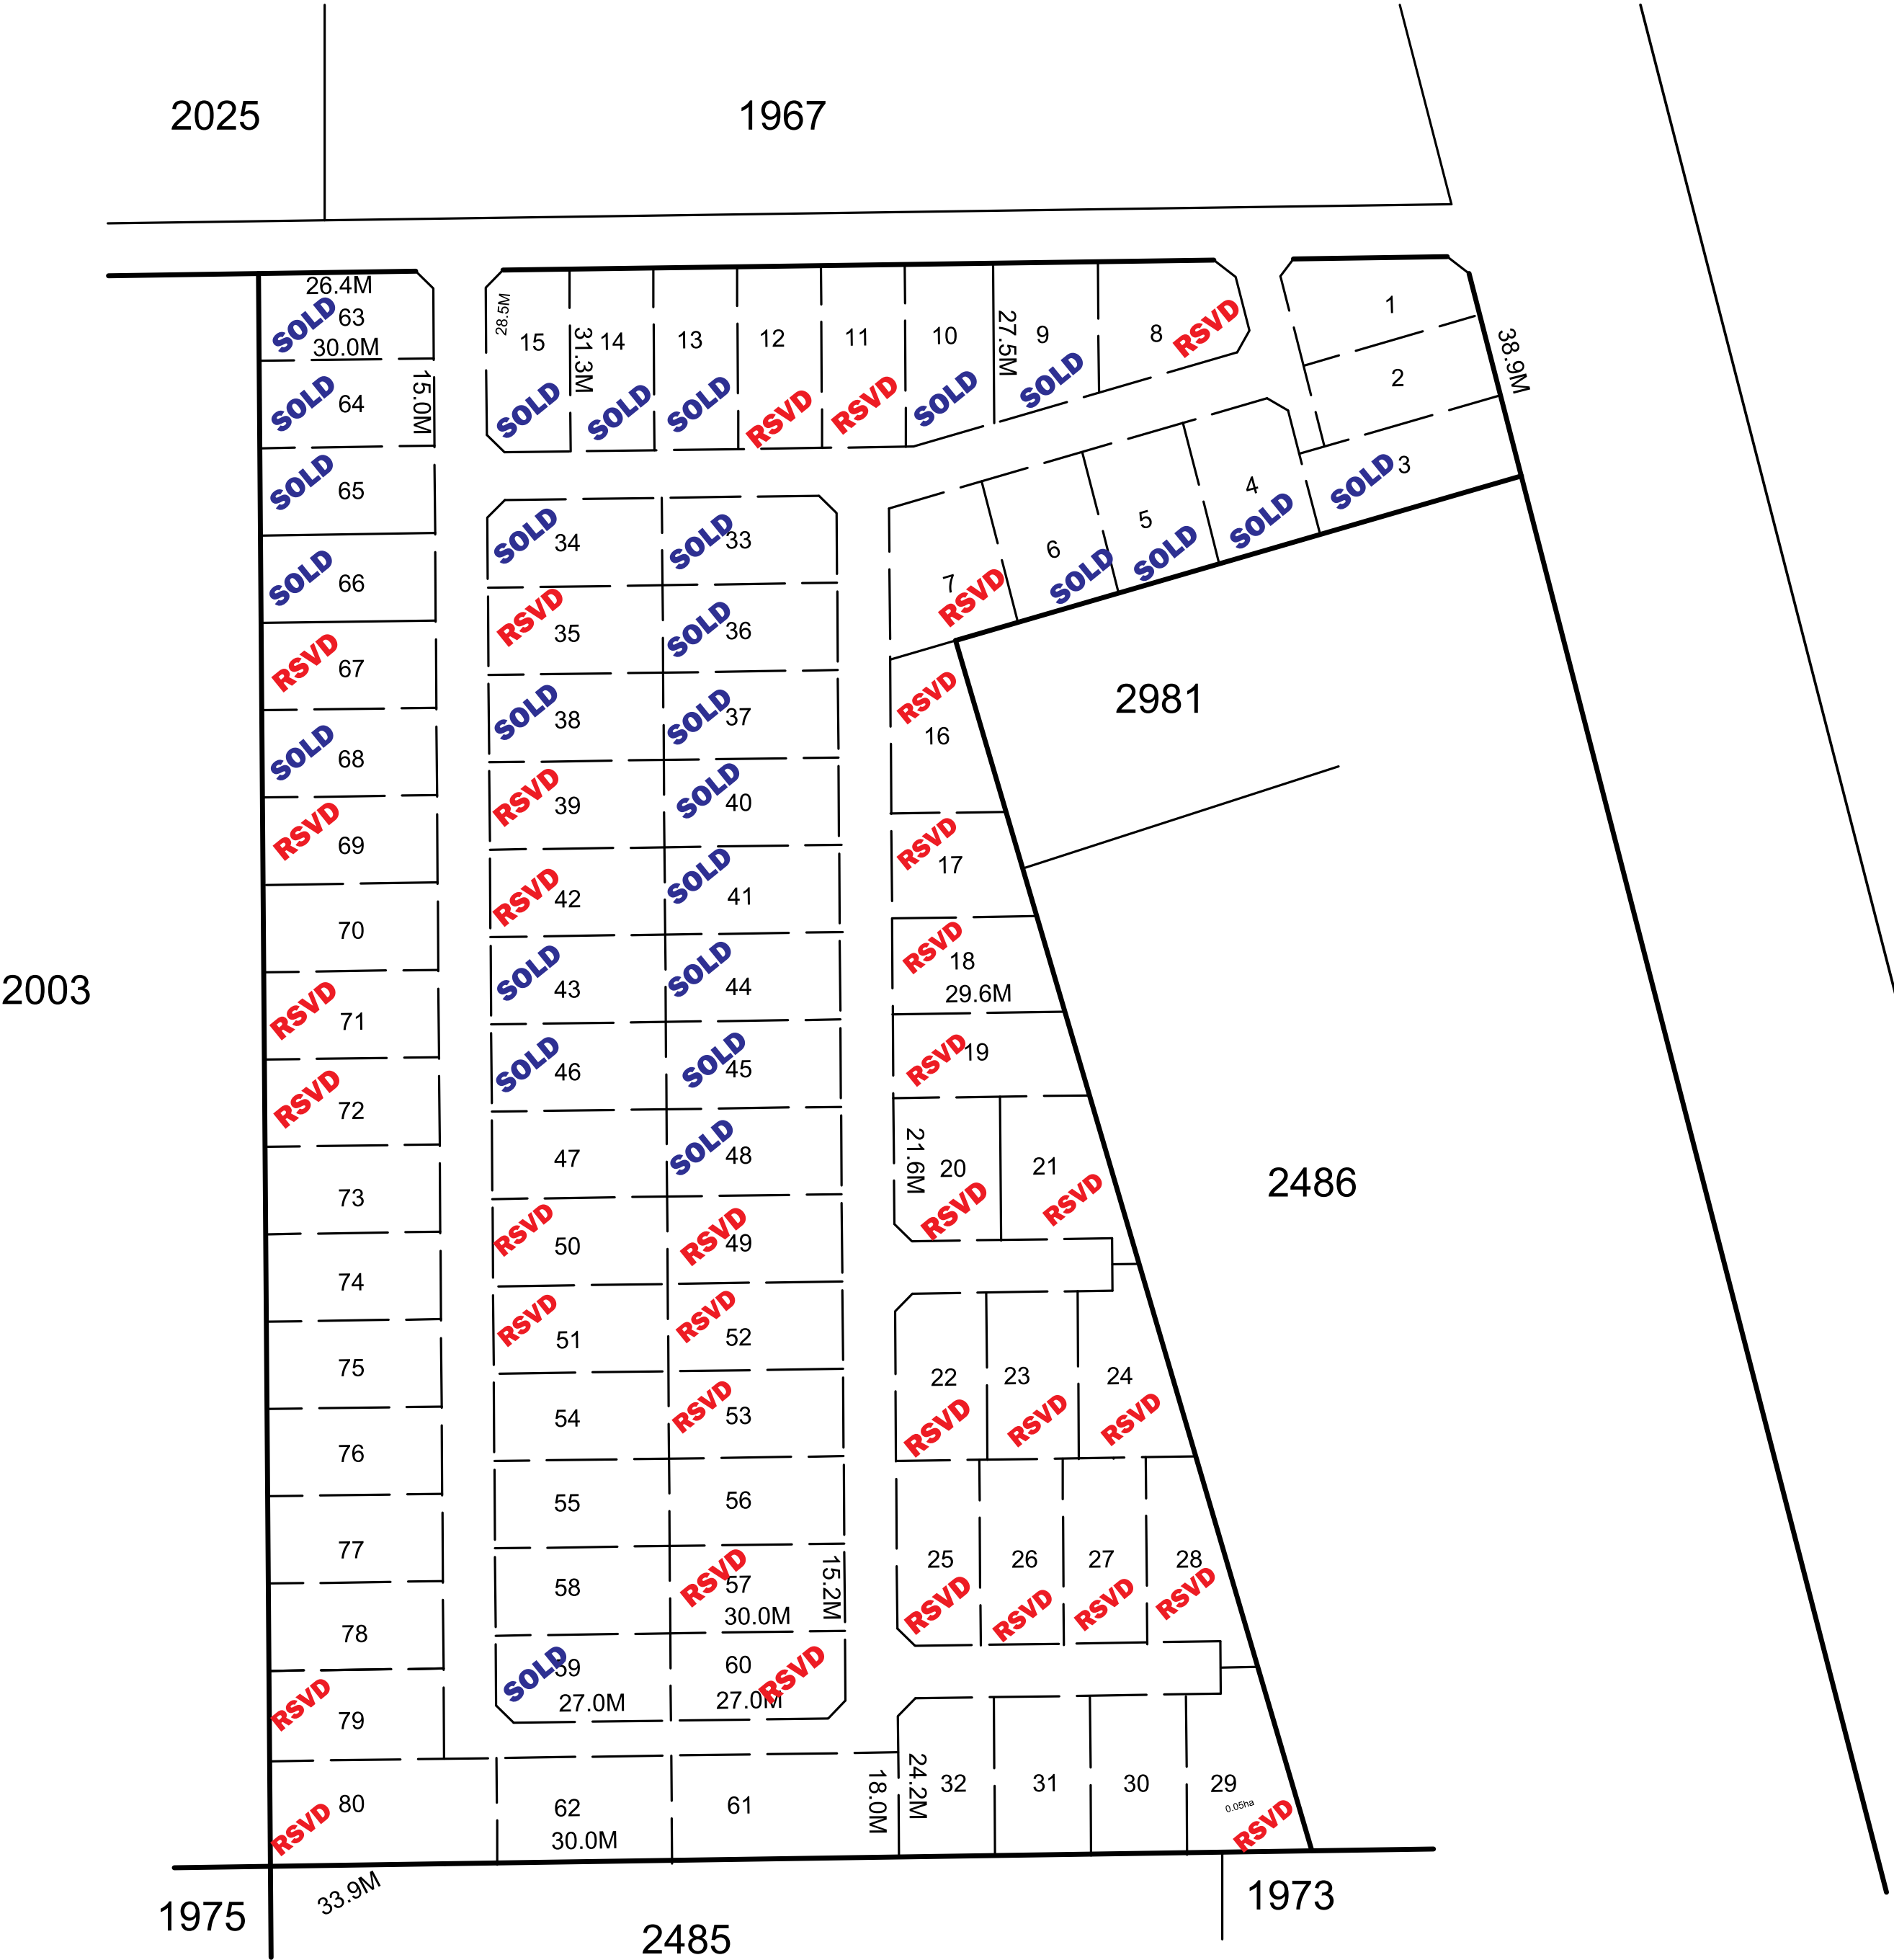 2025
1967
26.4M
SOLD 63
30.0M
SOLD 64
15.0M
SOLD 65
SOLD 66
RSVD 67
SOLD 68
RSVD 69
70
RSVD 71
RSVD 72
73
74
75
76
77
78
RSVD 79
RSVD 80
28.5M
15 SOLD
31.3M
14 SOLD
13 SOLD
12 RSVD
11 RSVD
10 SOLD
27.5M
9 SOLD
8 RSVD
1
2
38.9M
SOLD 3
4 SOLD
5 SOLD
6 SOLD
7 RSVD
SOLD 34
SOLD 33
RSVD 35
SOLD 36
SOLD 38
SOLD 37
RSVD 39
SOLD 40
RSVD 42
SOLD 41
SOLD 43
SOLD 44
SOLD 46
SOLD 45
47
SOLD 48
RSVD 50
RSVD 49
RSVD 51
RSVD 52
54
RSVD 53
55
56
58
RSVD 57
30.0M
15.2M
SOLD 59
27.0M
60 RSVD
27.0M
62
30.0M
61
18.0M
RSVD
16
RSVD
17
RSVD 18
29.6M
RSVD 19
21.6M
20 RSVD
21 RSVD
22 RSVD
23 RSVD
24 RSVD
25 RSVD
26 RSVD
27 RSVD
28 RSVD
24.2M
32
31
30
29
0.05ha
RSVD
2981
2486
2003
1975
33.9M
2485
1973